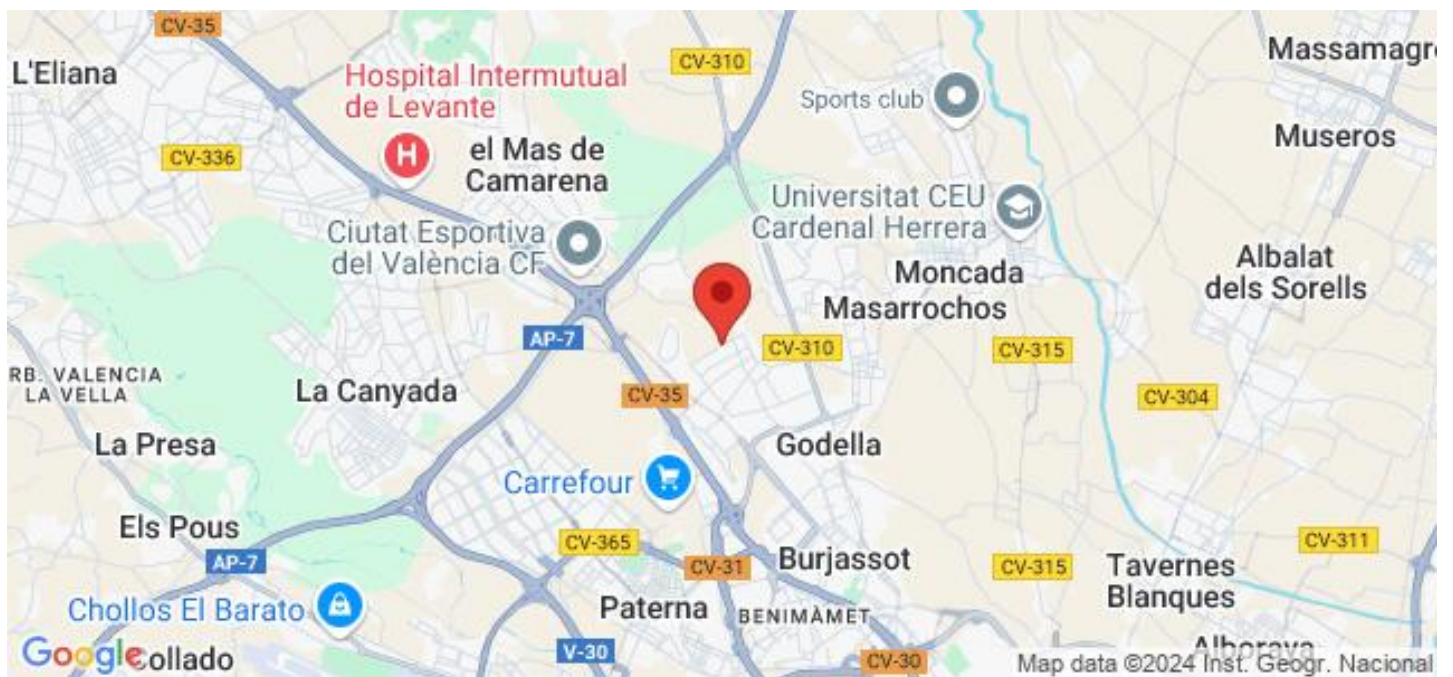 CV-35
L'Eliana
Hospital Intermutual
de Levante
CV-310
Sports club
Massamagr
Museros
CV-336
H
el Mas de
Camarena
Universitat CEU
Cardenal Herrera
Ciutat Esportiva
del València CF
Moncada
Masarrochos
Albalat
dels Sorells
AP-7
CV-310
CV-315
RB. VALENCIA
LA VELLA
La Canyada
CV-35
CV-304
La Presa
Godella
Carrefour
Els Pous
CV-365
CV-311
AP-7
CV-31
Burjassot
CV-315
Tavernes
Blanques
Chollos El Barato
Paterna
BENIMÀMET
Alboraya
Google
collado
V-30
CV-30
Map data ©2024 Inst. Geogr. Nacional